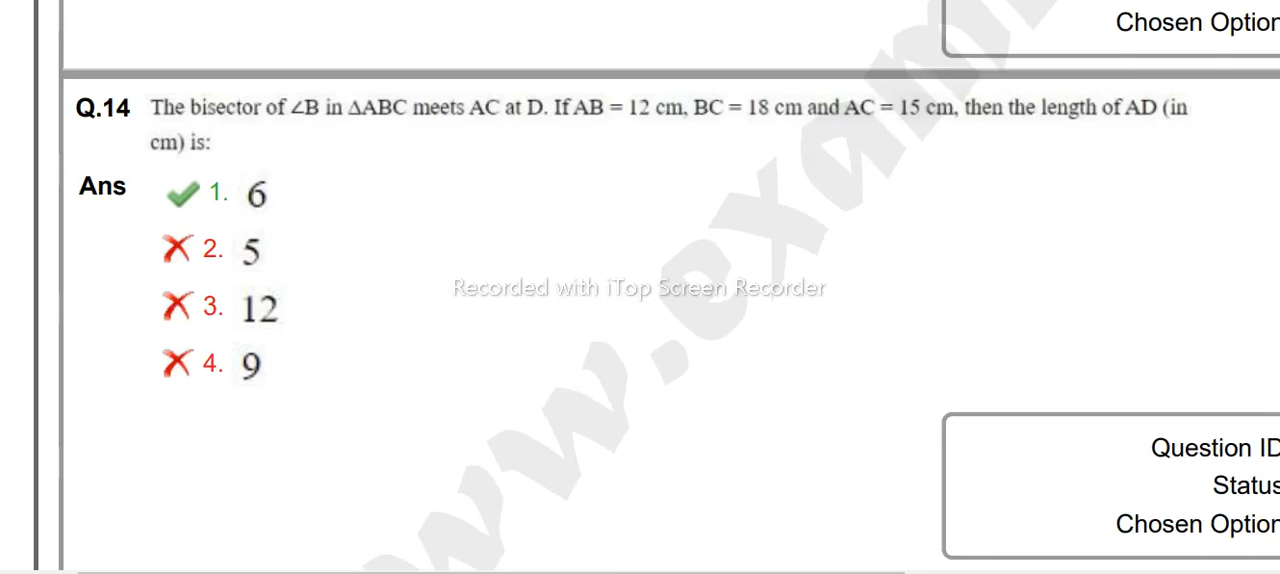 Chosen Option
Q.14 The bisector of ∠B in ΔABC meets AC at D. If AB = 12 cm, BC = 18 cm and AC = 15 cm, then the length of AD (in
cm) is:
Ans 1. 6
2. 5
Recorded with iTop Screen Recorder
3. 12
4. 9
Question ID
Status
Chosen Option
www.exam